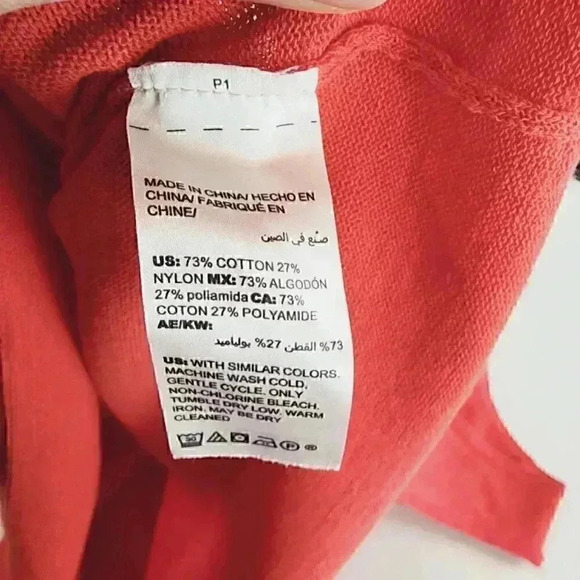 P1
MADE IN CHINA/ HECHO EN
CHINA/ FABRIQUÉ EN
CHINE/
صنع في الصين
US: 73% COTTON 27%
NYLON MX: 73% ALGODÓN
27% poliamida CA: 73%
COTON 27% POLYAMIDE
AE/KW:
73% القطن 27% بوليامید
US: WITH SIMILAR COLORS.
MACHINE WASH COLD,
GENTLE CYCLE. ONLY
NON-CHLORINE BLEACH.
TUMBLE DRY LOW. WARM
IRON. MAY BE DRY
CLEANED